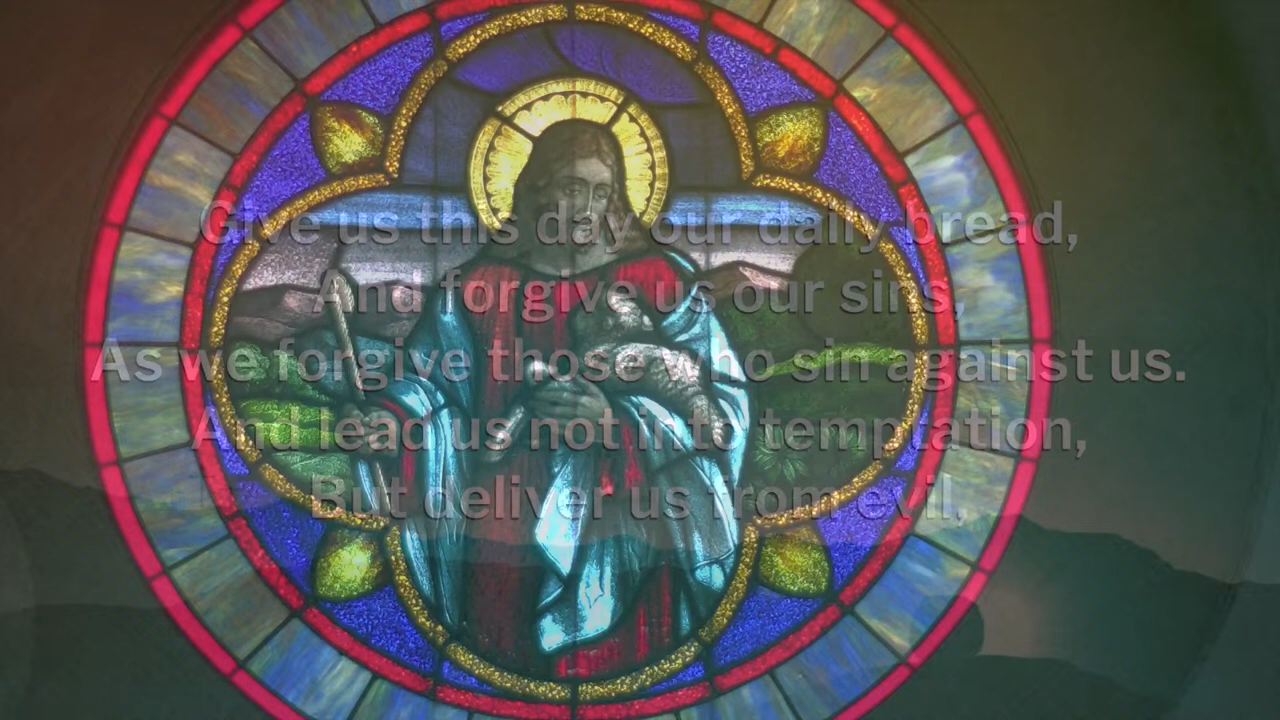 Give us this day our daily bread,
And forgive us our sins,
As we forgive those who sin against us.
And lead us not into temptation,
But deliver us from evil,